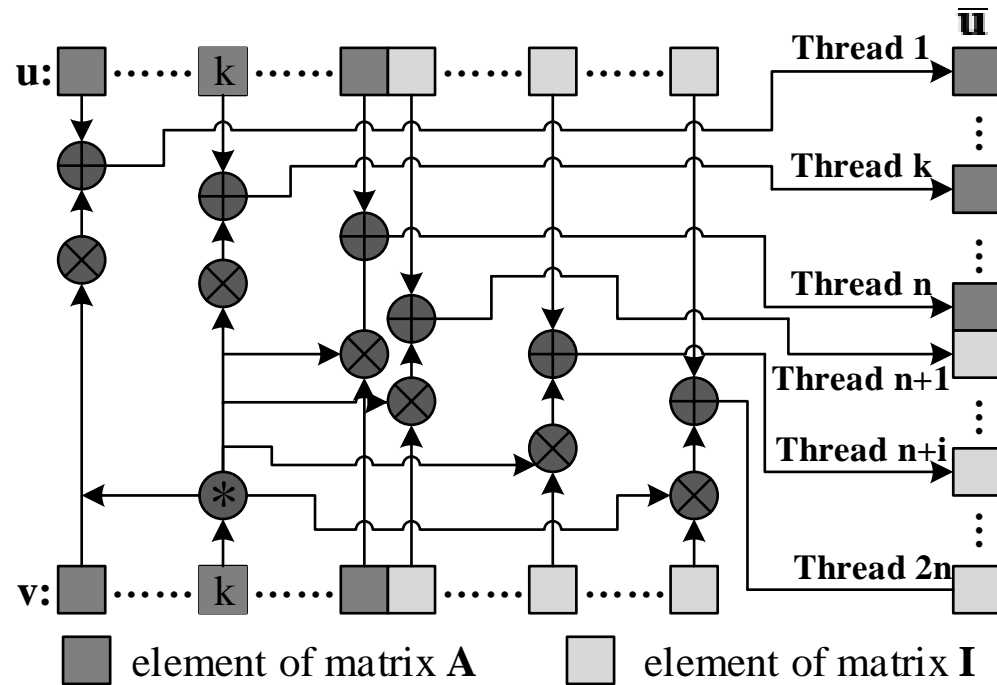 u̅
u: ...... k ...... ...... ......
Thread 1
Thread k
Thread n
Thread n+1
Thread n+i
Thread 2n
*
v: ...... k ...... ...... ......
element of matrix A
element of matrix I